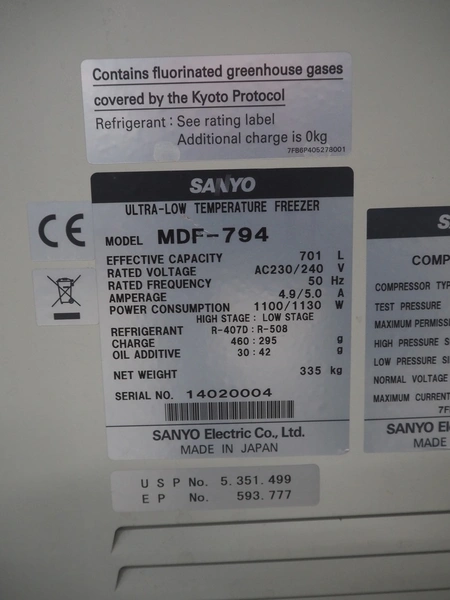 Contains fluorinated greenhouse gases
covered by the Kyoto Protocol
Refrigerant : See rating label
Additional charge is 0kg
7FB6P405278001
SANYO
ULTRA-LOW TEMPERATURE FREEZER
MODEL MDF-794
EFFECTIVE CAPACITY 701 L
RATED VOLTAGE AC230/240 V
RATED FREQUENCY 50 Hz
AMPERAGE 4.9/5.0 A
POWER CONSUMPTION 1100/1130 W
HIGH STAGE : LOW STAGE
REFRIGERANT R-407D : R-508
CHARGE 460 : 295 g
OIL ADDITIVE 30 : 42 g
NET WEIGHT 335 kg
SERIAL NO. 14020004
SANYO Electric Co., Ltd.
MADE IN JAPAN
CE
U S P No. 5.351.499
E P No. 593.777
S
COMP
COMPRESSOR TYP
TEST PRESSURE
MAXIMUM PERMISS
HIGH PRESSURE S
LOW PRESSURE S
NORMAL VOLTAGE
MAXIMUM CURRENT
7F
SANYO El
MADE